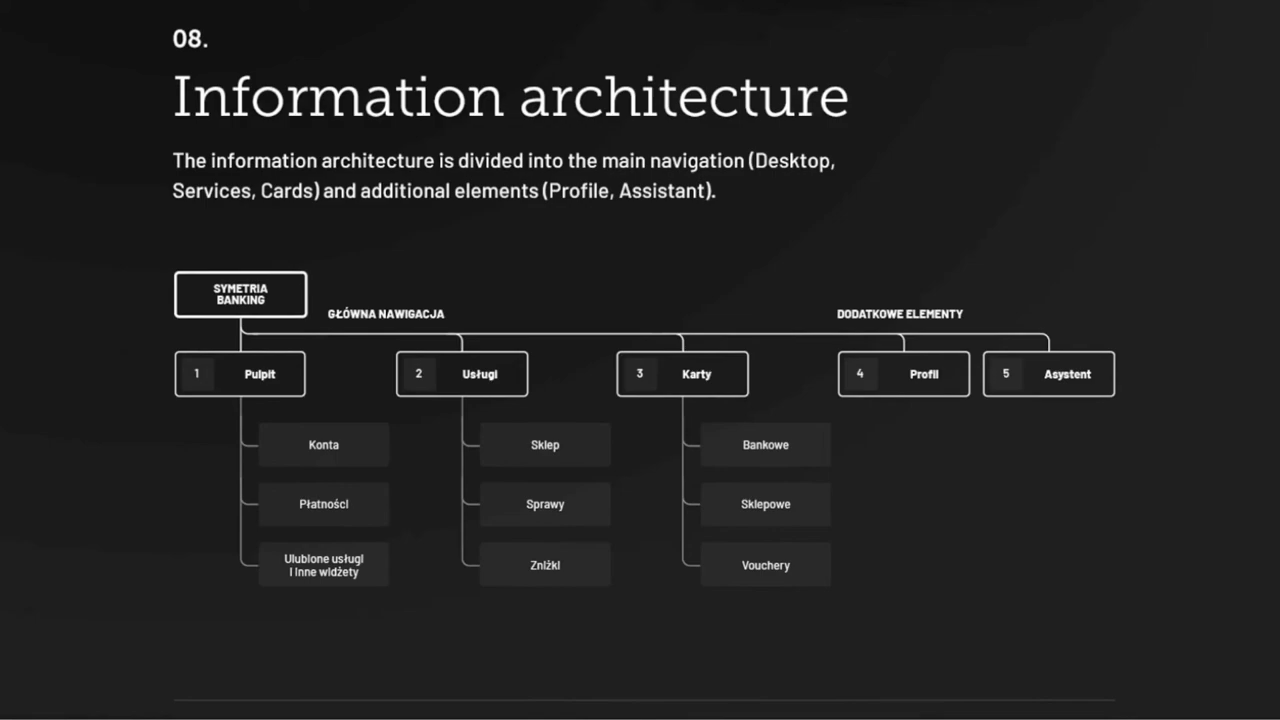 08.
Information architecture
The information architecture is divided into the main navigation (Desktop,
Services, Cards) and additional elements (Profile, Assistant).
SYMETRIA
BANKING
GŁÓWNA NAWIGACJA
DODATKOWE ELEMENTY
1 Pulpit
2 Usługi
3 Karty
4 Profil
5 Asystent
Konta
Sklep
Bankowe
Płatności
Sprawy
Sklepowe
Ulubione usługi
i inne widżety
Zniżki
Vouchery